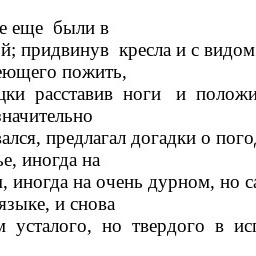 е еще были в
й; придвинув кресла и с видом
еющего пожить,
цки расставив ноги и положи
значительно
вался, предлагал догадки о пого
ье, иногда на
, иногда на очень дурном, но са
языке, и снова
м усталого, но твердого в исп